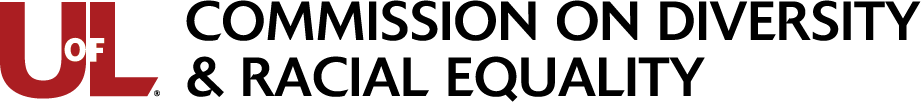 UOFL® COMMISSION ON DIVERSITY
& RACIAL EQUALITY